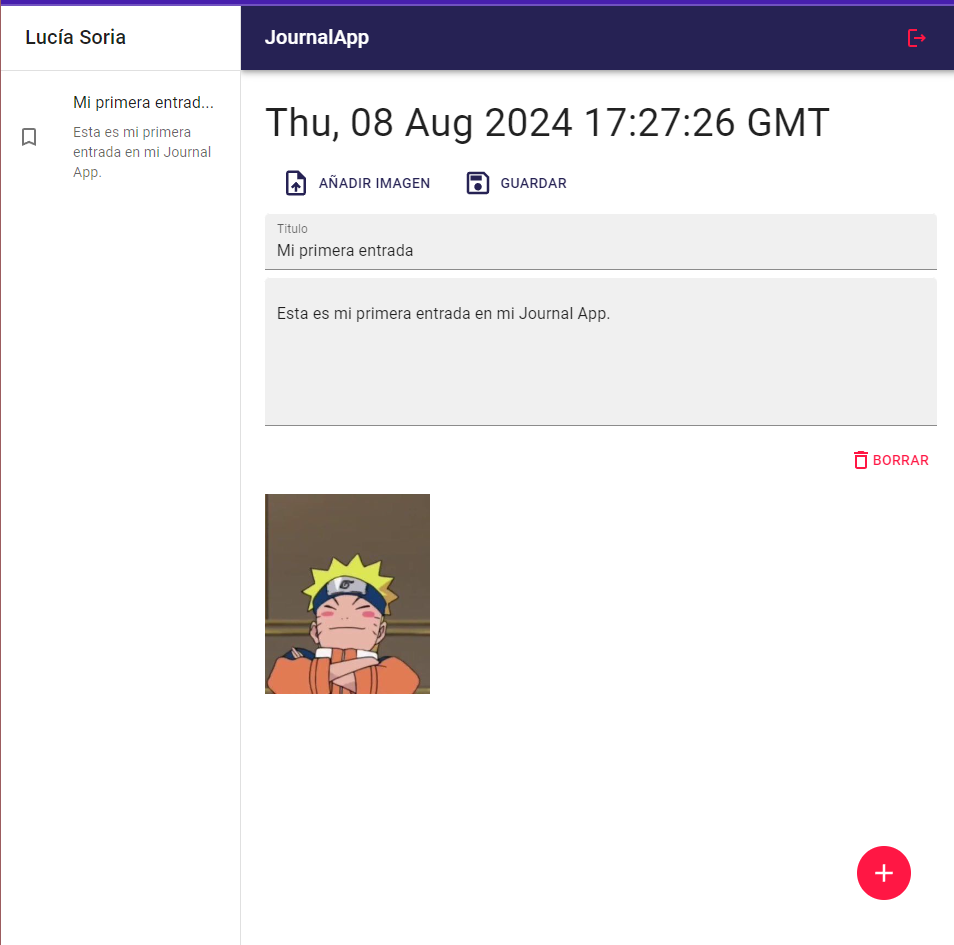 Lucía Soria
JournalApp
Mi primera entrad...
Esta es mi primera
entrada en mi Journal
App.
Thu, 08 Aug 2024 17:27:26 GMT
AÑADIR IMAGEN
GUARDAR
Titulo
Mi primera entrada
Esta es mi primera entrada en mi Journal App.
BORRAR